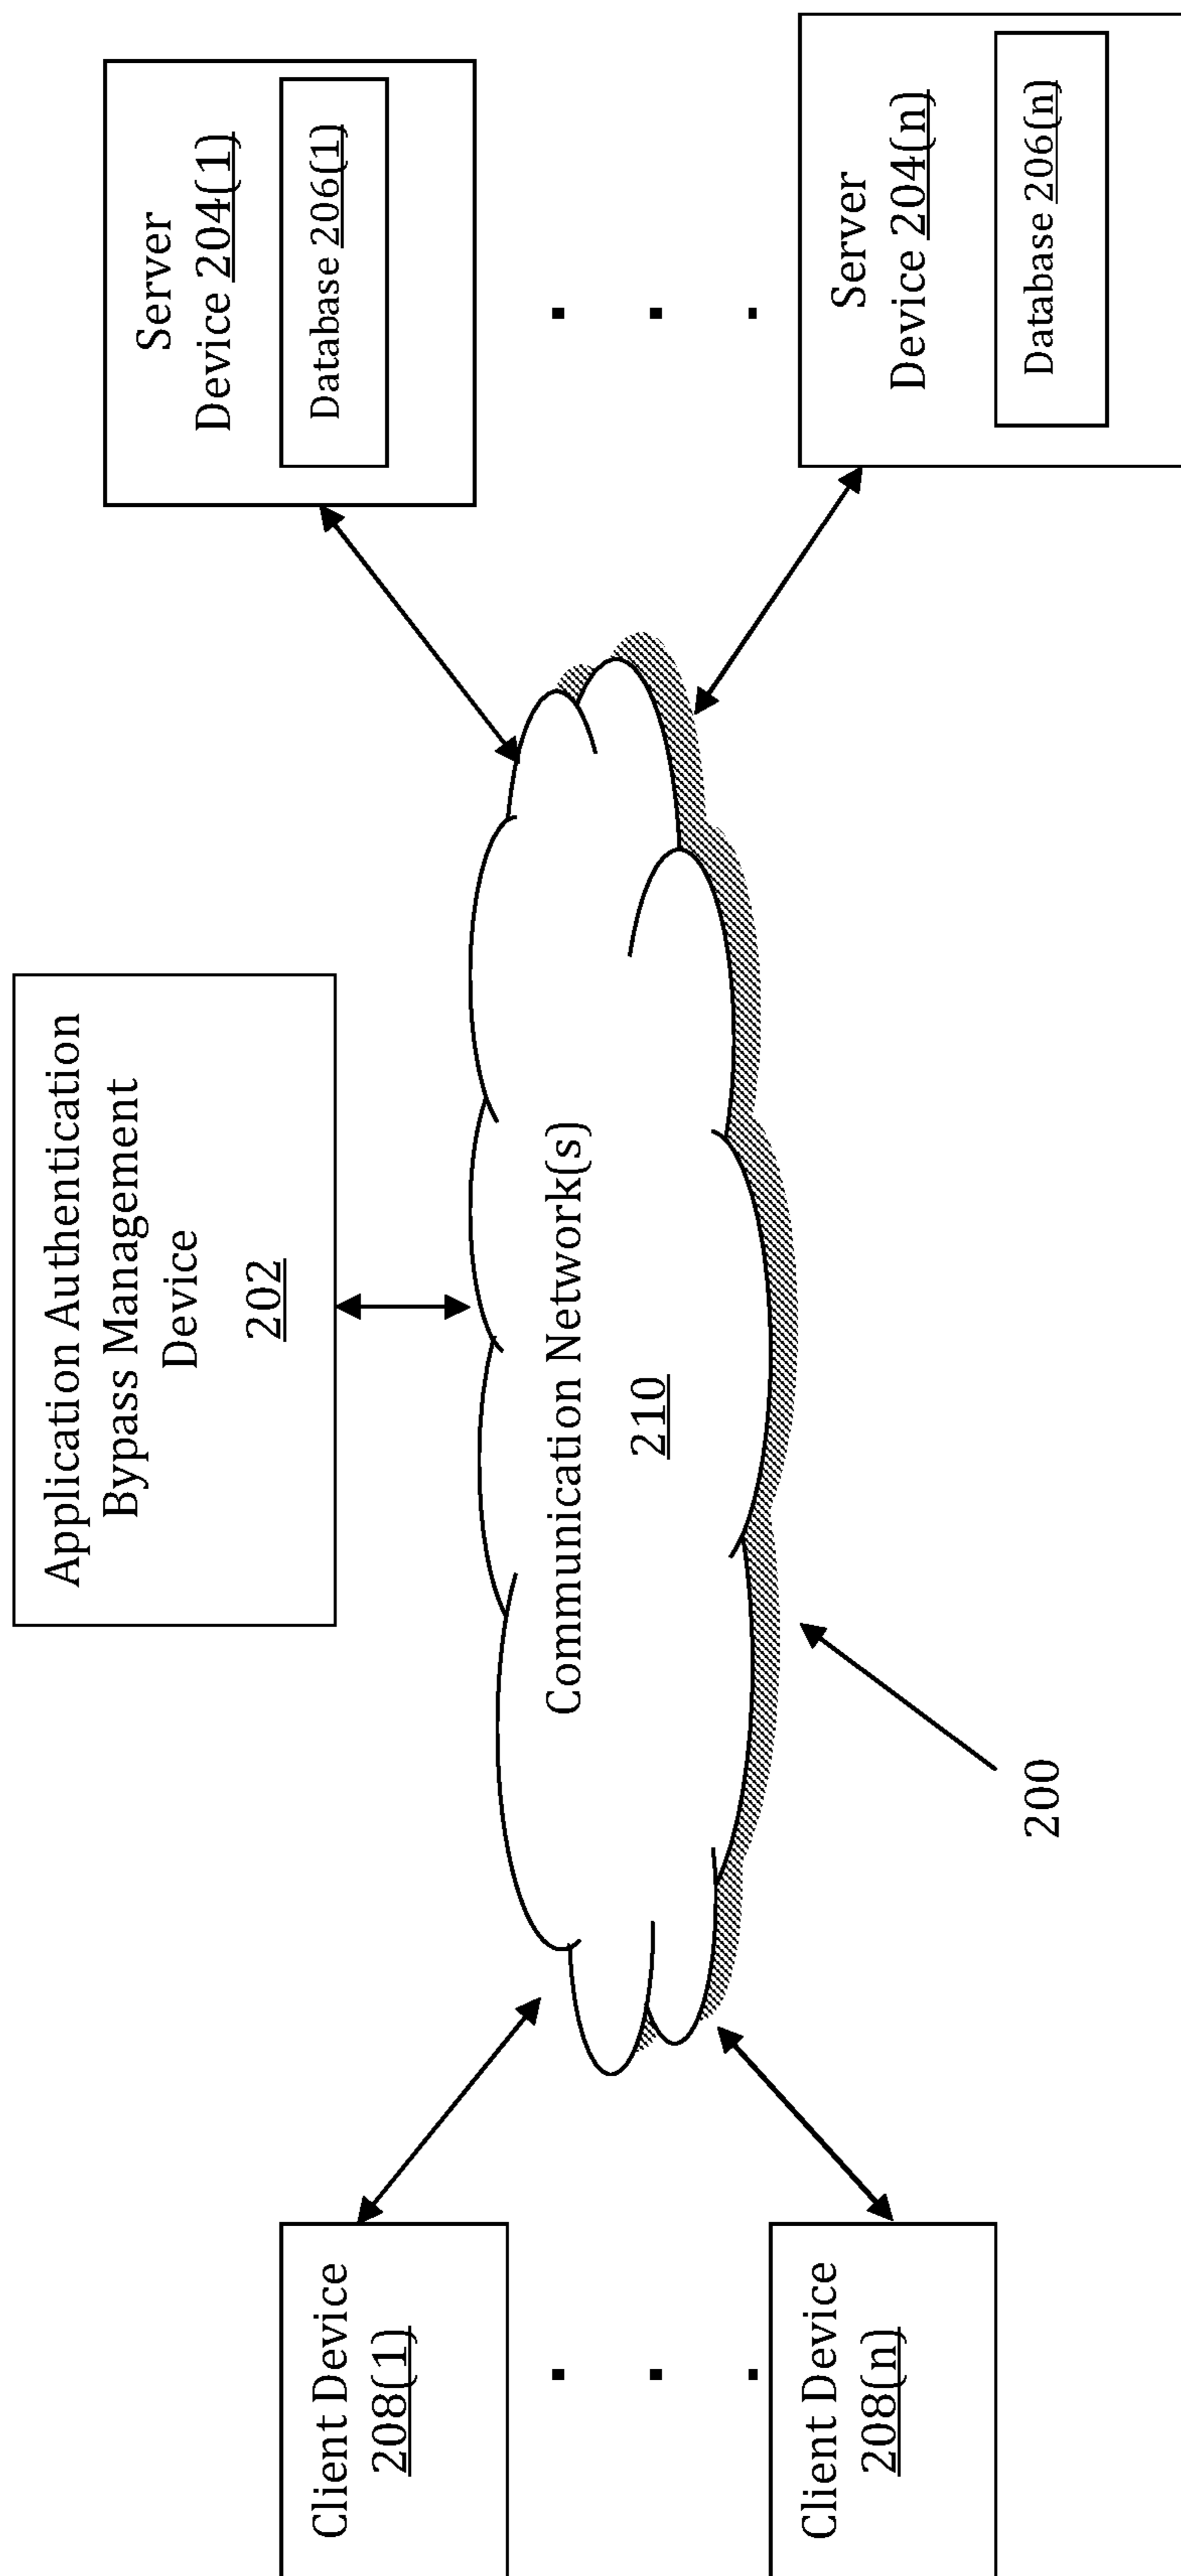 Application Authentication
Bypass Management
Device
202
Server
Device 204(1)
Database 206(1)
Client Device
208(1)
Communication Network(s)
210
Server
Device 204(n)
Database 206(n)
Client Device
208(n)
200